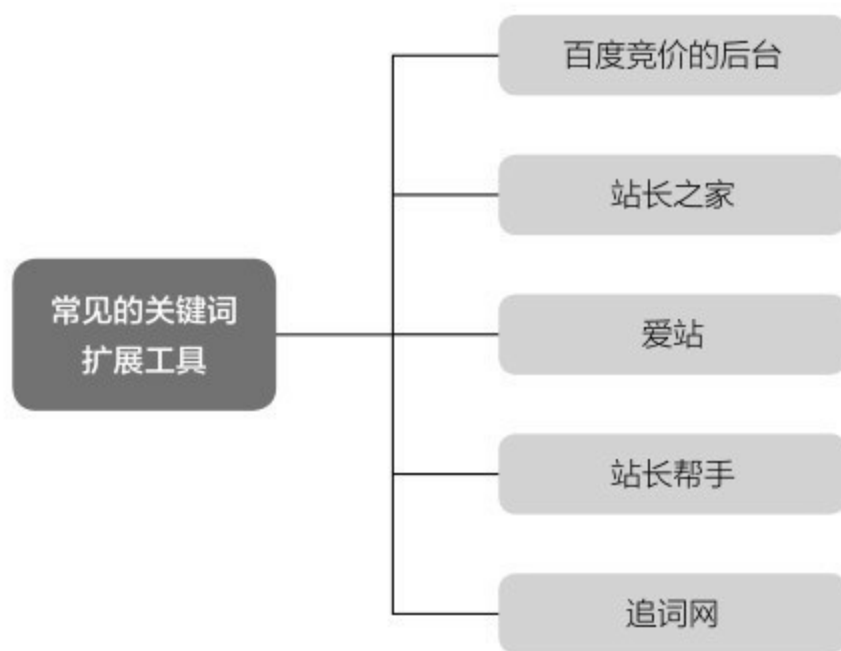 常见的关键词
扩展工具
百度竞价的后台
站长之家
爱站
站长帮手
追词网